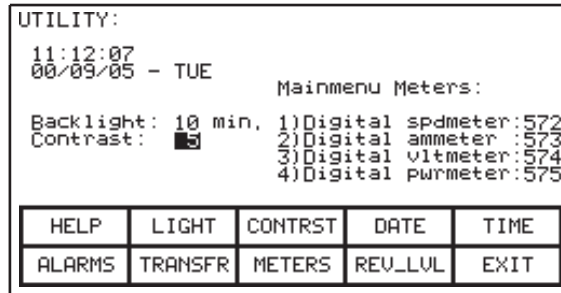 UTILITY:
11:12:07
00/09/05 - TUE
Mainmenu Meters:
Backlight: 10 min. 1)Digital spdmeter:572
Contrast: 5 2)Digital ammeter :573
3)Digital vltmeter:574
4)Digital pwrmeter:575
HELP LIGHT CONTRST DATE TIME
ALARMS TRANSFR METERS REV_LVL EXIT